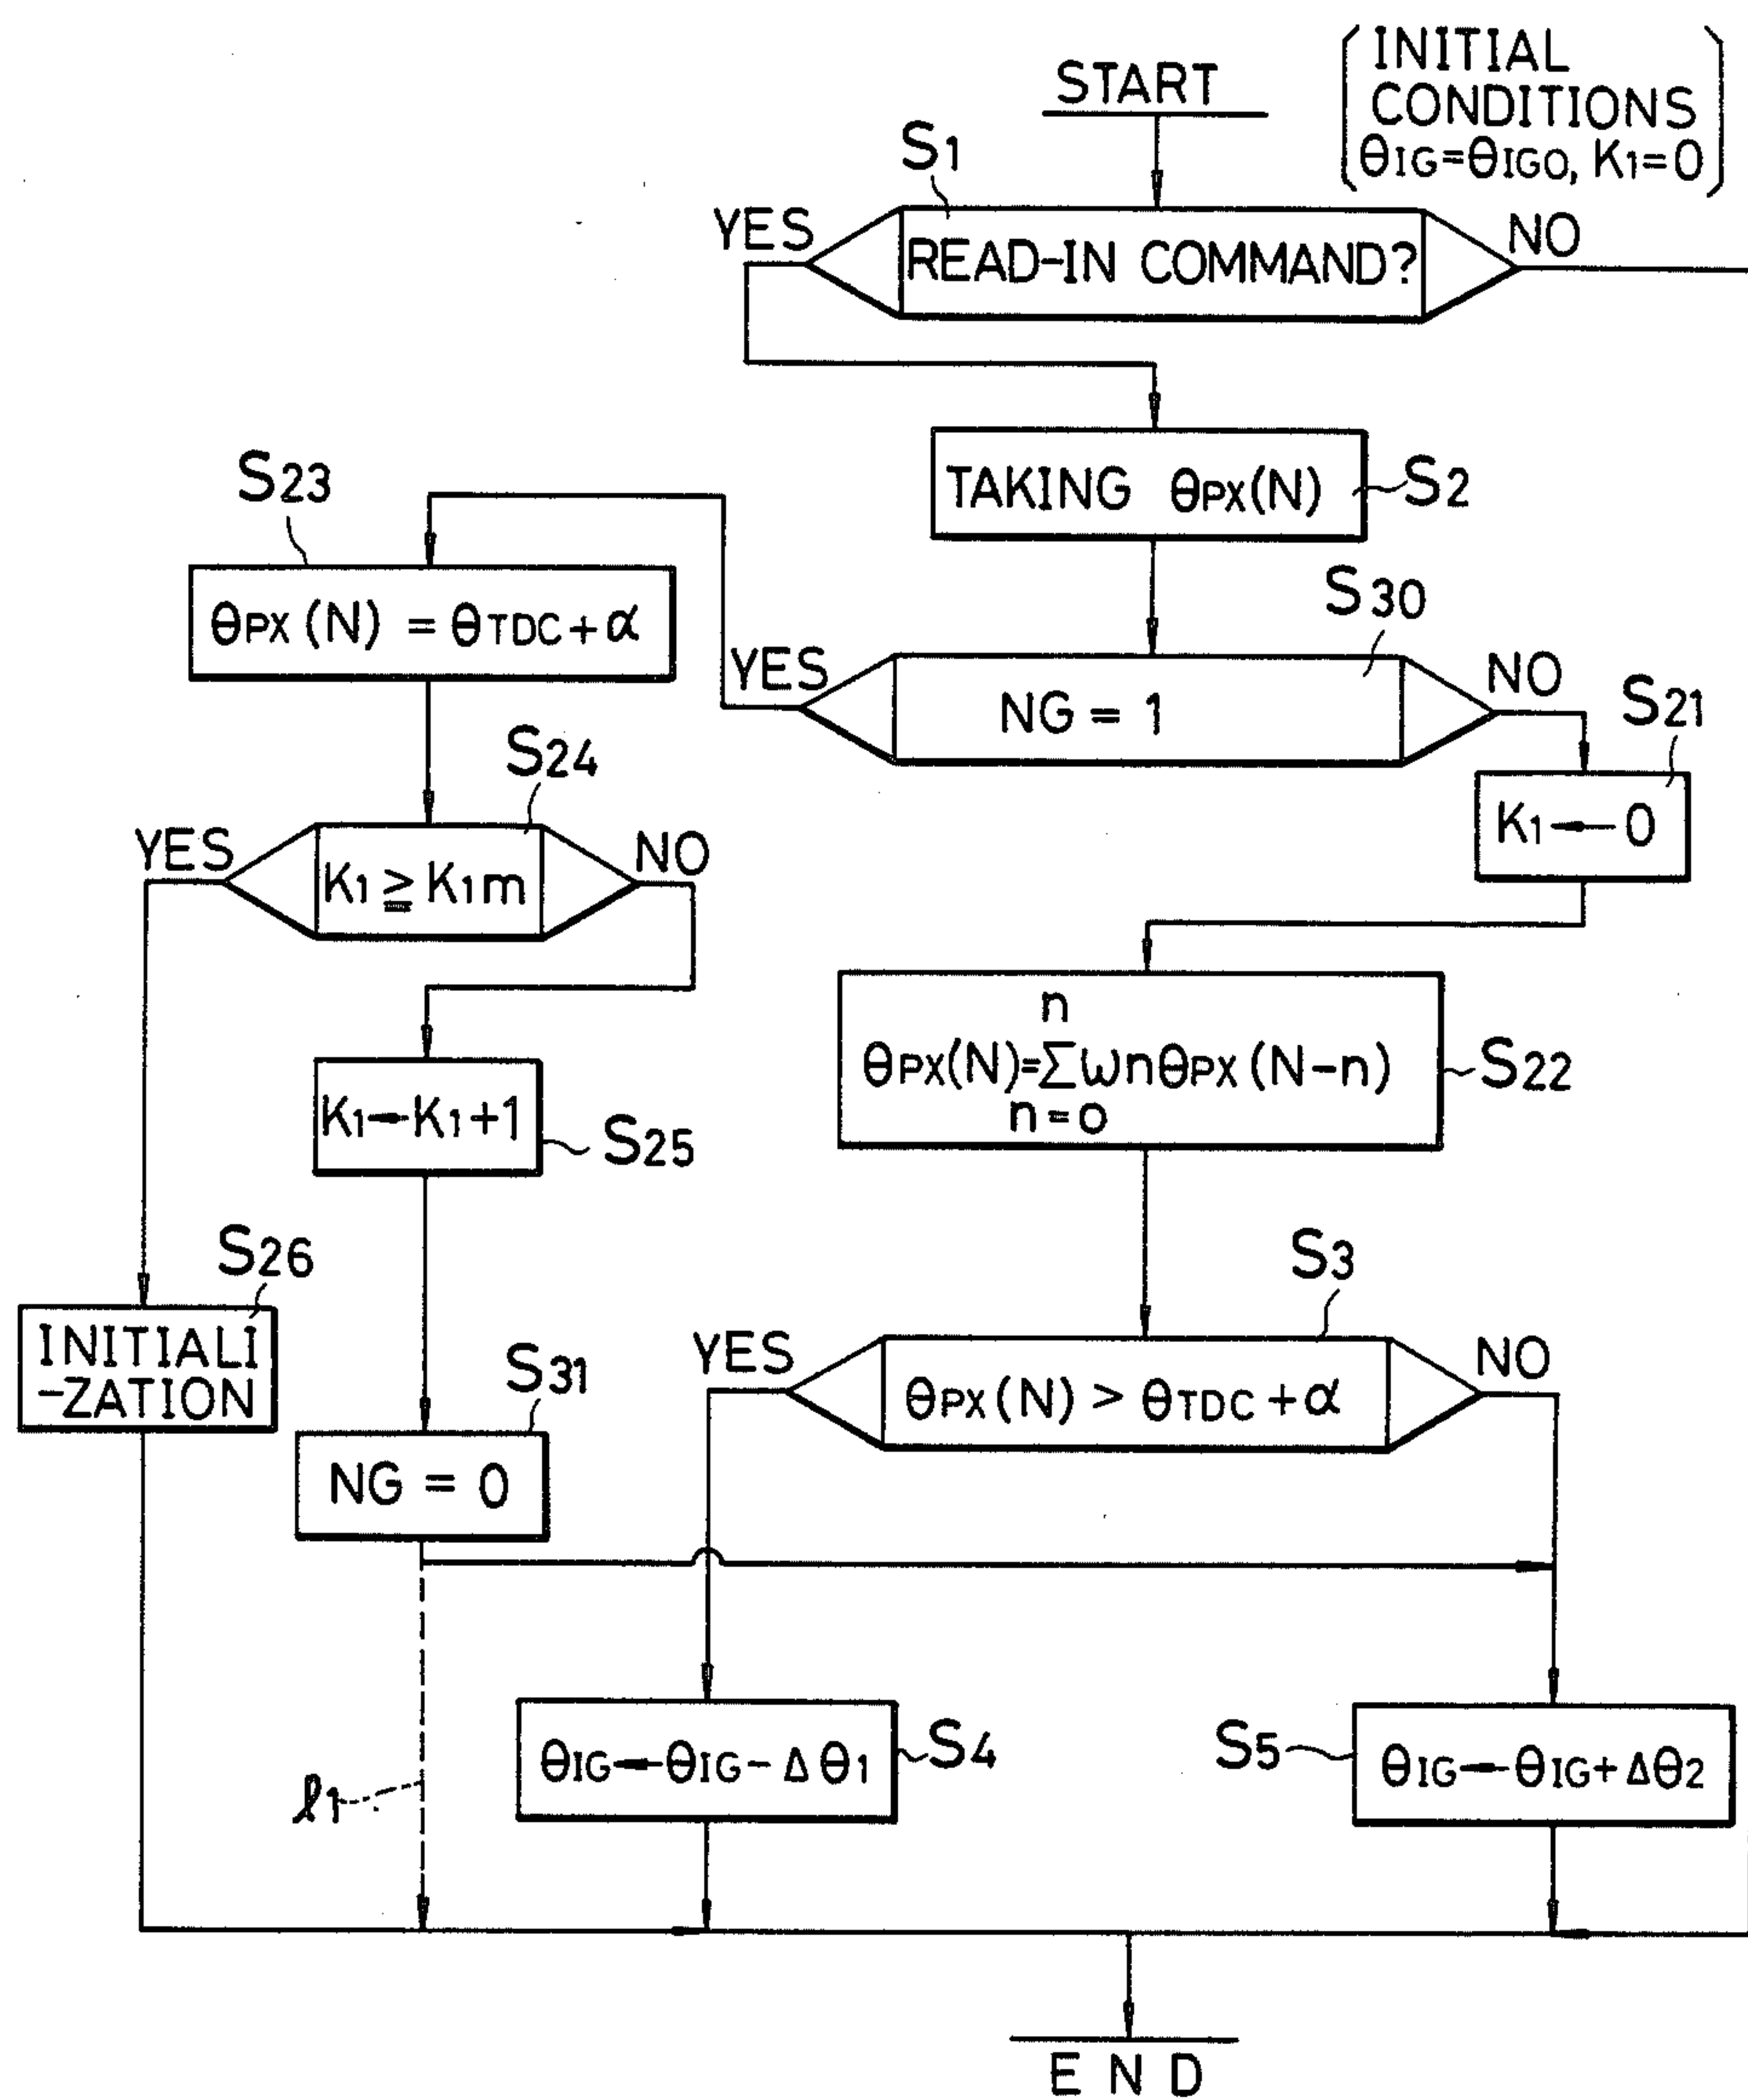 START
INITIAL
CONDITIONS
θIG=θIGO, K1=0
S1
YES
READ-IN COMMAND?
NO
TAKING θPX(N)
S2
S23
θPX(N) = θTDC+α
S30
YES
NG = 1
NO
S21
K1←0
S24
YES
K1≧K1m
NO
n
θPX(N)=ΣωnθPX(N-n)
n=o
S22
K1←K1+1
S25
S26
INITIALI
-ZATION
S3
YES
θPX(N) > θTDC+α
NO
S31
NG = 0
θIG←θIG-Δθ1
S4
S5
θIG←θIG+Δθ2
ℓ1
END